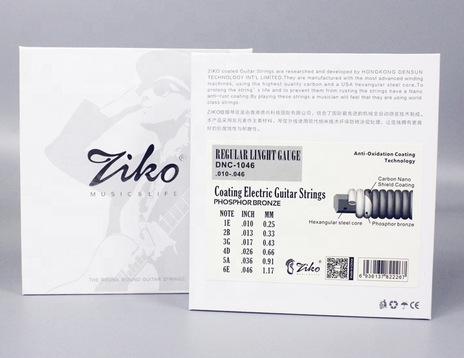 Ziko
MUSIC&LIFE
GUITAR STRINGS
ZIKO coated Guitar Strings are researched and developed by HONGKONG DENSUN
TECHNOLOGY INT'L LIMITED.They are manufactured with the most advanced winding
machines, using the highest quality carbon and a USA hexangular steel core.To
prolong the string's life and to prevent them from rusting the strings have a Nano
anti-rust coating.By playing these strings a musician will feel that they are using world
class strings.
REGULAR LINGHT GAUGE
DNC-1046
.010-.046
Anti-Oxidation Coating
Technology
Carbon Nano
Shield Coating
Hexangular steel core
Phosphor bronze
Coating Electric Guitar Strings
PHOSPHOR BRONZE
NOTE INCH MM
1E .010 0.25
2B .013 0.33
3G .017 0.43
4D .026 0.66
5A .036 0.91
6E .046 1.17
Ziko
CE